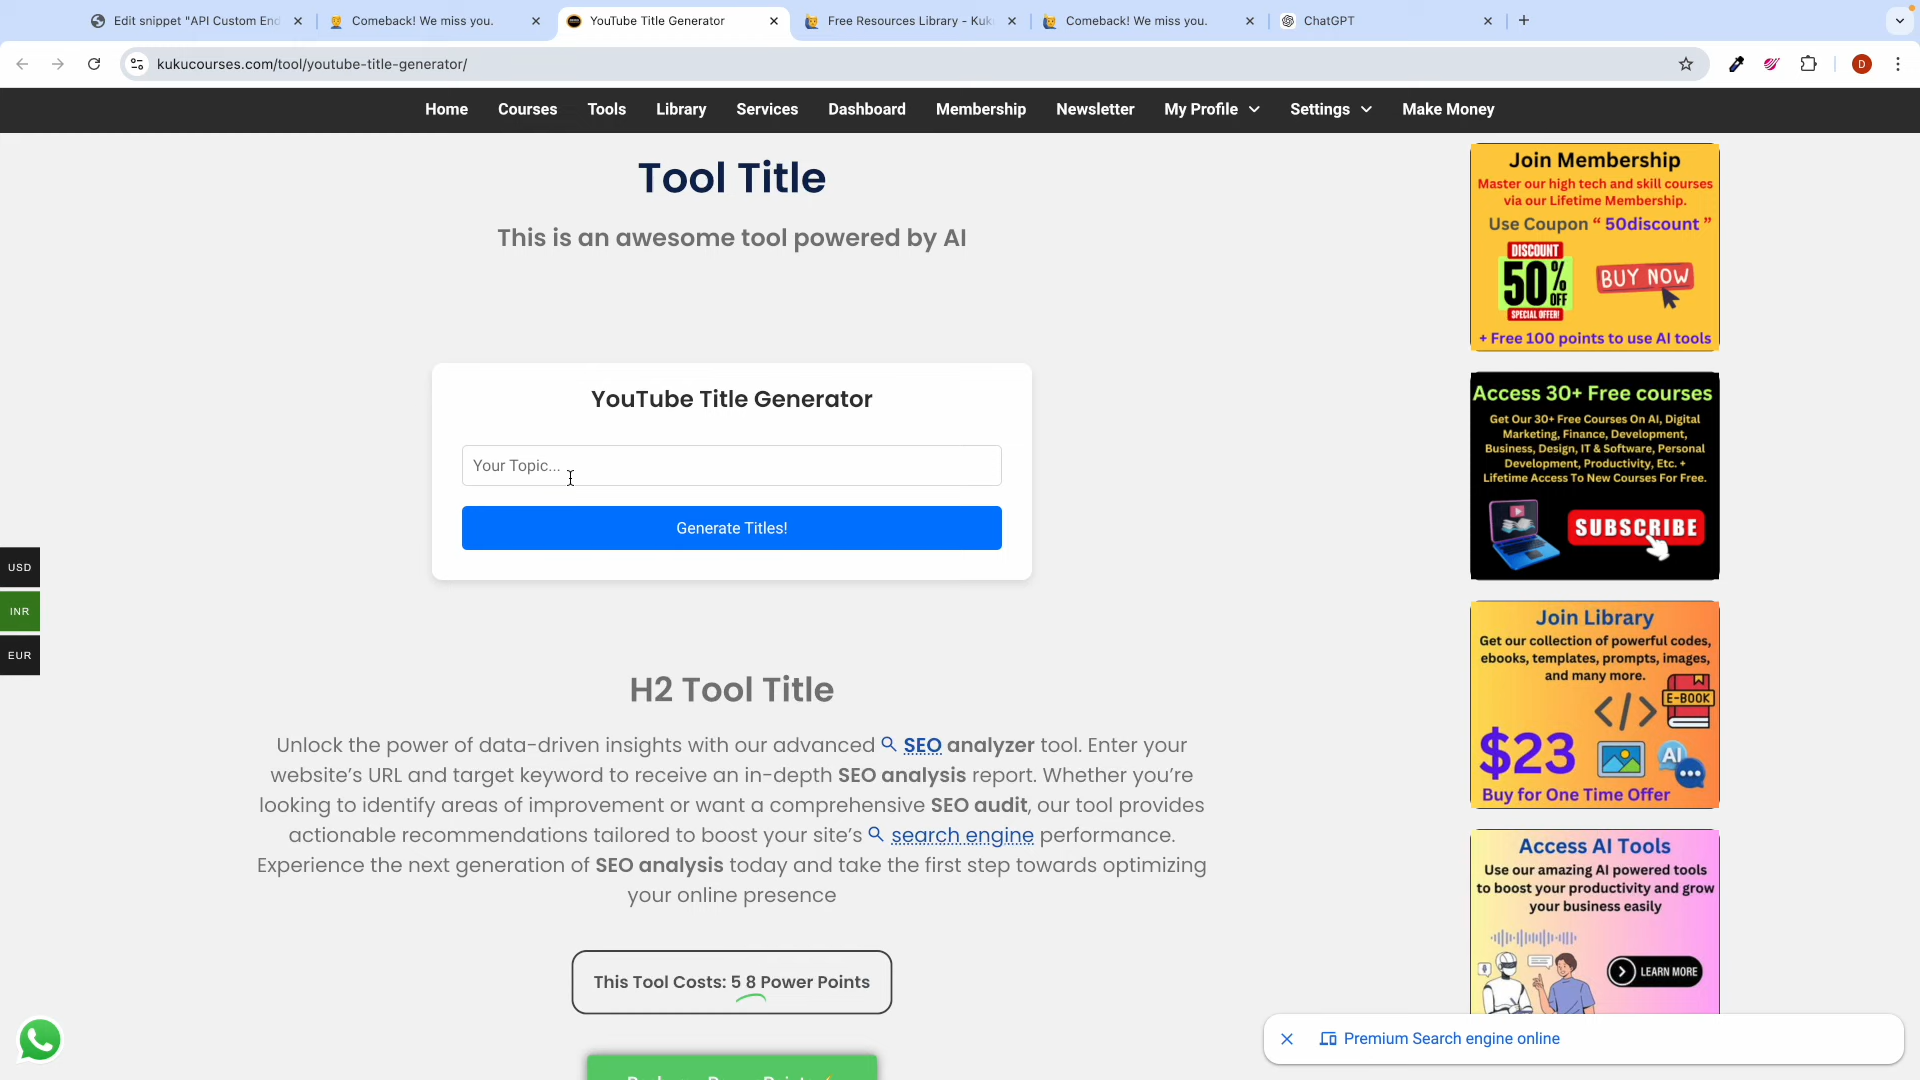 Edit snippet "API Custom End
Comeback! We miss you.
YouTube Title Generator
Free Resources Library - Kuk
Comeback! We miss you.
ChatGPT
kukucourses.com/tool/youtube-title-generator/
D
Home Courses Tools Library Services Dashboard Membership Newsletter My Profile Settings Make Money
Tool Title
This is an awesome tool powered by AI
YouTube Title Generator
Your Topic...
Generate Titles!
H2 Tool Title
Unlock the power of data-driven insights with our advanced SEO analyzer tool. Enter your
website's URL and target keyword to receive an in-depth SEO analysis report. Whether you're
looking to identify areas of improvement or want a comprehensive SEO audit, our tool provides
actionable recommendations tailored to boost your site's search engine performance.
Experience the next generation of SEO analysis today and take the first step towards optimizing
your online presence
This Tool Costs: 5 8 Power Points
USD
INR
EUR
Join Membership
Master our high tech and skill courses
via our Lifetime Membership.
Use Coupon “ 50discount ”
DISCOUNT
50% OFF
SPECIAL OFFER!
BUY NOW
+ Free 100 points to use AI tools
Access 30+ Free courses
Get Our 30+ Free Courses On AI, Digital
Marketing, Finance, Development,
Business, Design, IT & Software, Personal
Development, Productivity, Etc. +
Lifetime Access To New Courses For Free.
SUBSCRIBE
Join Library
Get our collection of powerful codes,
ebooks, templates, prompts, images,
and many more.
E-BOOK
$23
AI
Buy for One Time Offer
Access AI Tools
Use our amazing AI powered tools
to boost your productivity and grow
your business easily
LEARN MORE
Premium Search engine online